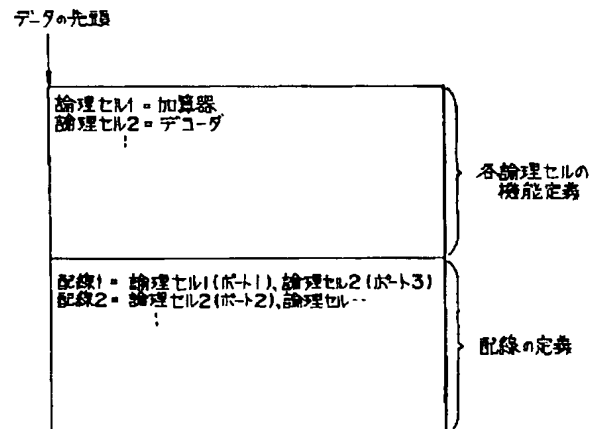 データの先頭
論理セル1 = 加算器
論理セル2 = デコーダ
⋮
各論理セルの
機能定義
配線1 = 論理セル1(ポート1)、論理セル2(ポート3)
配線2 = 論理セル2(ポート2)、論理セル‥
⋮
配線の定義